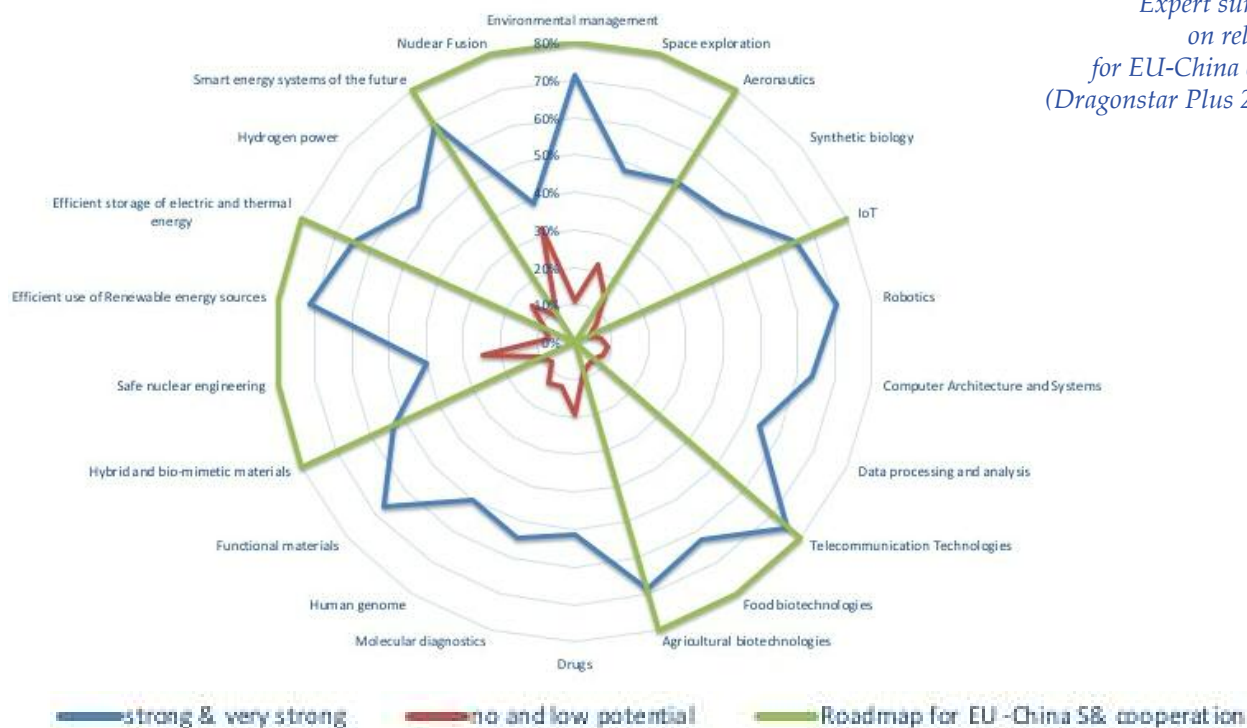 Expert sur
on rel
for EU-China
(Dragonstar Plus 2
Environmental management
Nuclear Fusion
Space exploration
Smart energy systems of the future
Aeronautics
Hydrogen power
Synthetic biology
Efficient storage of electric and thermal
energy
IoT
Efficient use of Renewable energy sources
Robotics
Safe nuclear engineering
Computer Architecture and Systems
Hybrid and bio-mimetic materials
Data processing and analysis
Functional materials
Telecommunication Technologies
Human genome
Food biotechnologies
Molecular diagnostics
Agricultural biotechnologies
Drugs
80%
70%
60%
50%
40%
30%
20%
10%
0%
strong & very strong
no and low potential
Roadmap for EU -China S& cooperation